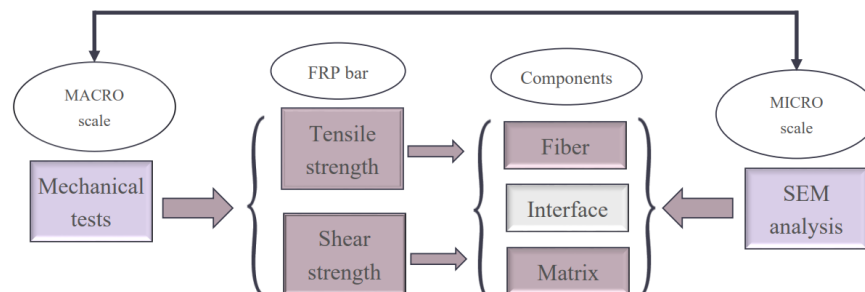 MACRO
scale
Mechanical
tests
FRP bar
Tensile
strength
Shear
strength
Components
Fiber
Interface
Matrix
MICRO
scale
SEM
analysis